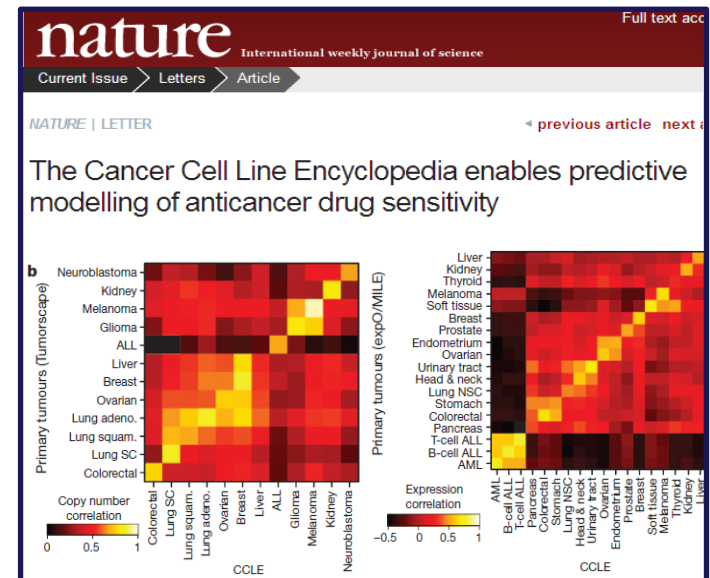 Full text acc
nature International weekly journal of science
Current Issue Letters Article
NATURE | LETTER
previous article next a
The Cancer Cell Line Encyclopedia enables predictive
modelling of anticancer drug sensitivity
b
Primary tumours (Tumorscape)
Neuroblastoma
Kidney
Melanoma
Glioma
ALL
Liver
Breast
Ovarian
Lung adeno.
Lung squam.
Lung SC
Colorectal
Colorectal
Lung SC
Lung squam.
Lung adeno.
Ovarian
Breast
Liver
ALL
Glioma
Melanoma
Kidney
Neuroblastoma
Copy number
correlation
0 0.5 1
CCLE
Primary tumours (expO/MILE)
Liver
Kidney
Thyroid
Melanoma
Soft tissue
Breast
Prostate
Endometrium
Ovarian
Urinary tract
Head & neck
Lung NSC
Stomach
Colorectal
Pancreas
T-cell ALL
B-cell ALL
AML
AML
B-cell ALL
T-cell ALL
Pancreas
Colorectal
Stomach
Lung NSC
Head & neck
Urinary tract
Ovarian
Endometrium
Prostate
Breast
Soft tissue
Melanoma
Thyroid
Kidney
Liver
Expression
correlation
–0.5 0 0.5 1
CCLE